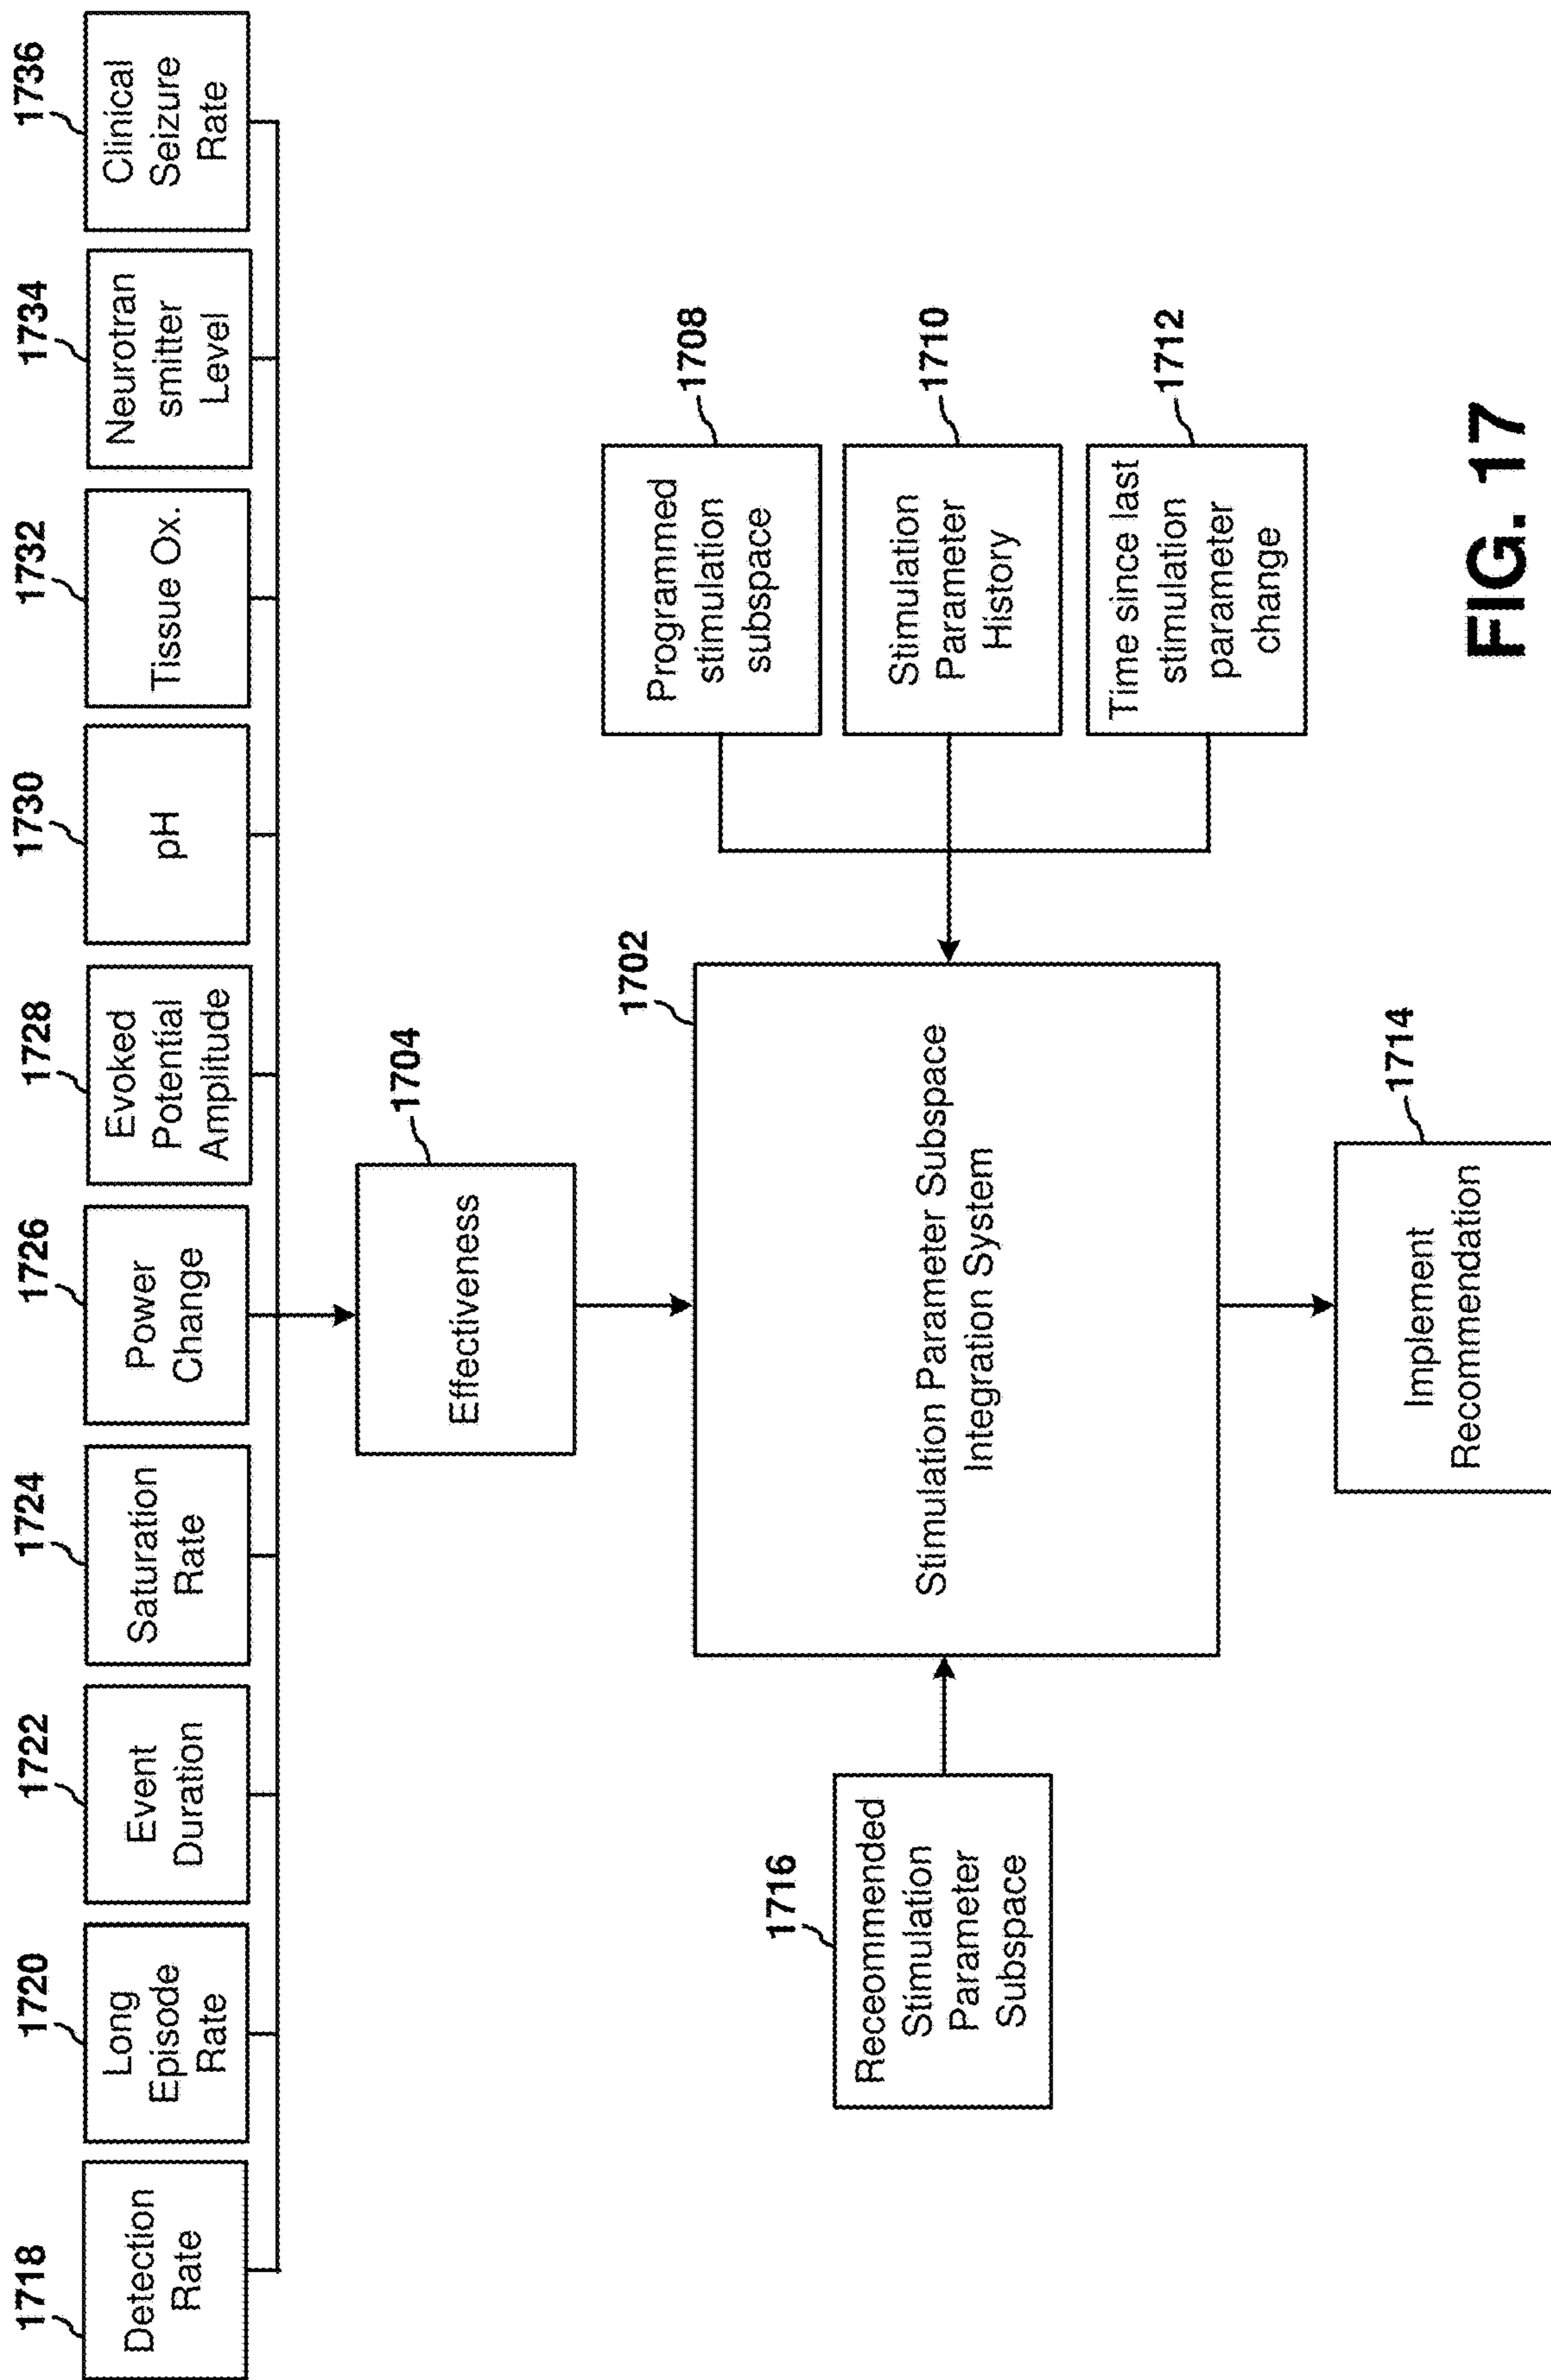 1718
Detection
Rate
1720
Long
Episode
Rate
1722
Event
Duration
1724
Saturation
Rate
1726
Power
Change
1728
Evoked
Potential
Amplitude
1730
pH
1732
Tissue Ox.
1734
Neurotran
smitter
Level
1736
Clinical
Seizure
Rate
1704
Effectiveness
1716
Recommended
Stimulation
Parameter
Subspace
1702
Stimulation Parameter Subspace
Integration System
1708
Programmed
stimulation
subspace
1710
Stimulation
Parameter
History
1712
Time since last
stimulation
parameter
change
1714
Implement
Recommendation
FIG. 17